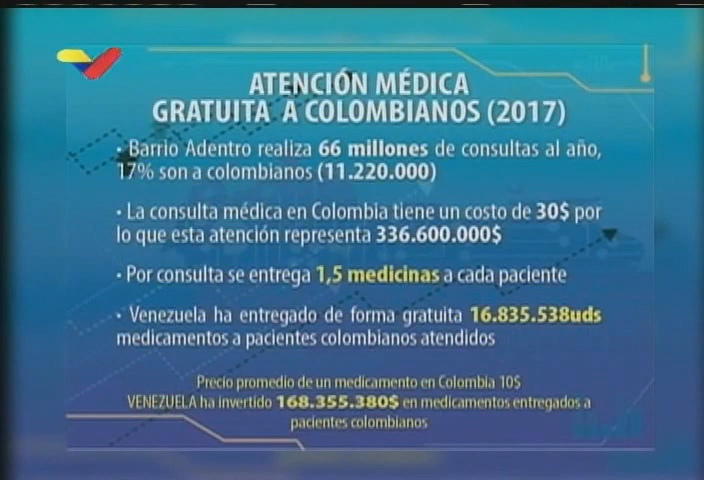 ATENCIÓN MÉDICA
GRATUITA A COLOMBIANOS (2017)
• Barrio Adentro realiza 66 millones de consultas al año,
17% son a colombianos (11.220.000)
• La consulta médica en Colombia tiene un costo de 30$ por
lo que esta atención representa 336.600.000$
• Por consulta se entrega 1,5 medicinas a cada paciente
• Venezuela ha entregado de forma gratuita 16.835.538uds
medicamentos a pacientes colombianos atendidos
Precio promedio de un medicamento en Colombia 10$
VENEZUELA ha invertido 168.355.380$ en medicamentos entregados a
pacientes colombianos